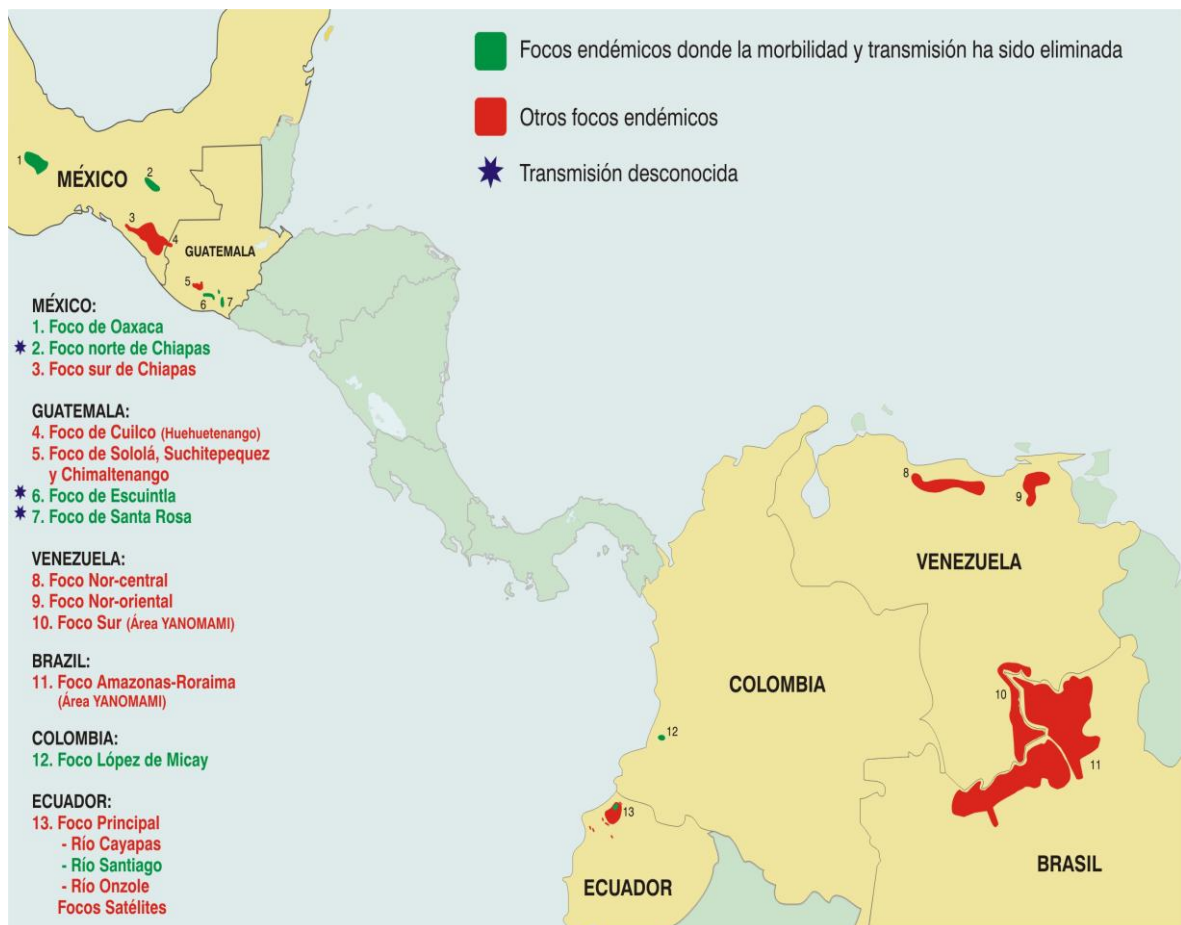 Focos endémicos donde la morbilidad y transmisión ha sido eliminada
Otros focos endémicos
Transmisión desconocida
1
MÉXICO
2
3
4
GUATEMALA
5
6
7
MÉXICO:
1. Foco de Oaxaca
2. Foco norte de Chiapas
3. Foco sur de Chiapas
GUATEMALA:
4. Foco de Cuilco (Huehuetenango)
5. Foco de Sololá, Suchitepequez
y Chimaltenango
6. Foco de Escuintla
7. Foco de Santa Rosa
VENEZUELA:
8. Foco Nor-central
9. Foco Nor-oriental
10. Foco Sur (Área YANOMAMI)
BRAZIL:
11. Foco Amazonas-Roraima
(Área YANOMAMI)
COLOMBIA:
12. Foco López de Micay
ECUADOR:
13. Foco Principal
- Río Cayapas
- Río Santiago
- Río Onzole
Focos Satélites
8
9
VENEZUELA
10
11
COLOMBIA
12
13
ECUADOR
BRASIL